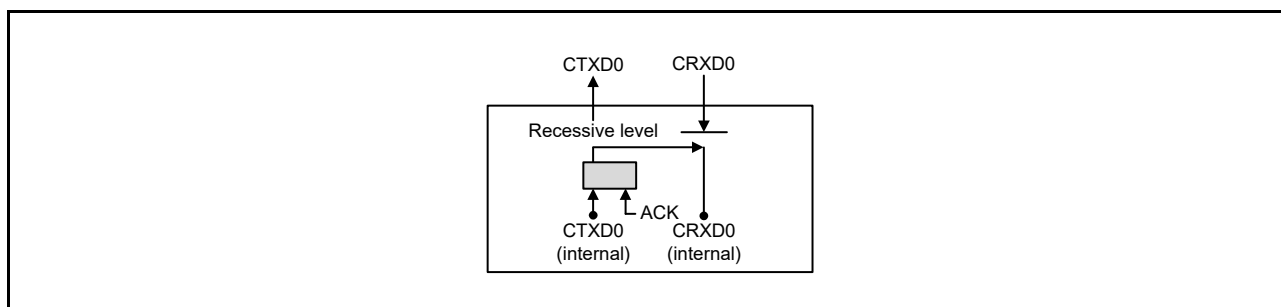 CTXD0 CRXD0
Recessive level
ACK
CTXD0 CRXD0
(internal) (internal)